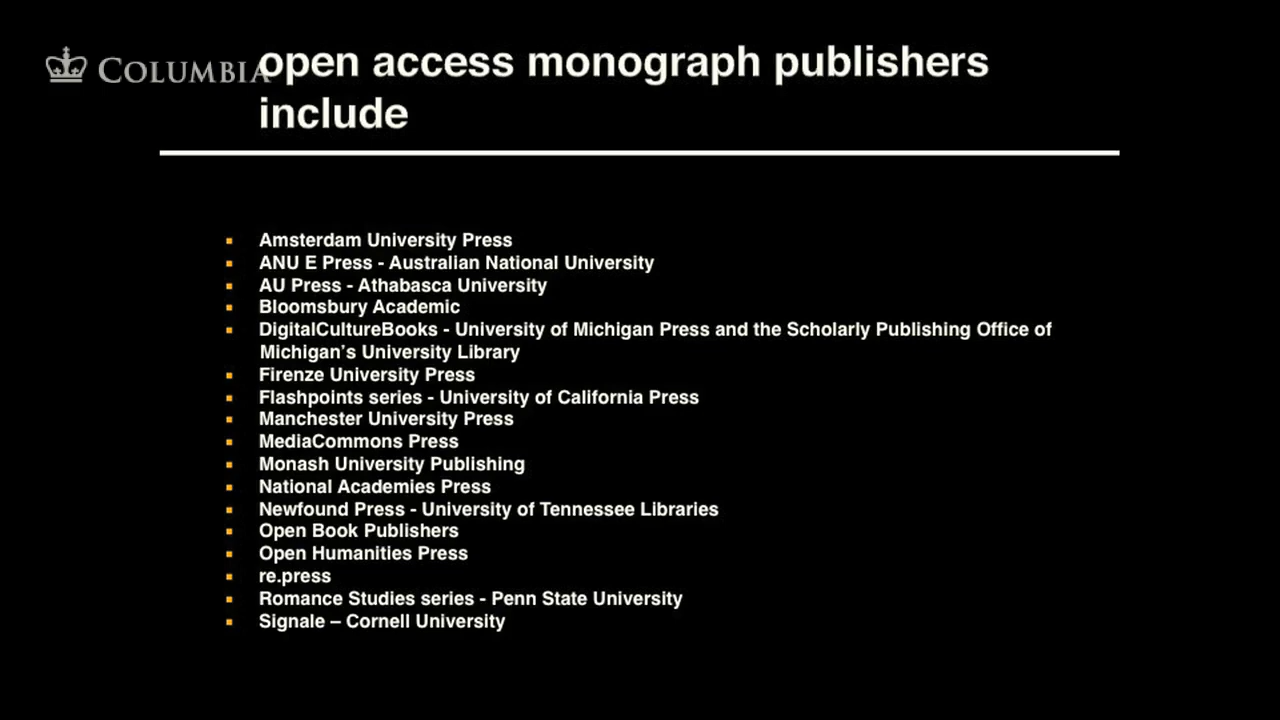 COLUMBIA
open access monograph publishers
include
▪ Amsterdam University Press
▪ ANU E Press - Australian National University
▪ AU Press - Athabasca University
▪ Bloomsbury Academic
▪ DigitalCultureBooks - University of Michigan Press and the Scholarly Publishing Office of
Michigan’s University Library
▪ Firenze University Press
▪ Flashpoints series - University of California Press
▪ Manchester University Press
▪ MediaCommons Press
▪ Monash University Publishing
▪ National Academies Press
▪ Newfound Press - University of Tennessee Libraries
▪ Open Book Publishers
▪ Open Humanities Press
▪ re.press
▪ Romance Studies series - Penn State University
▪ Signale – Cornell University